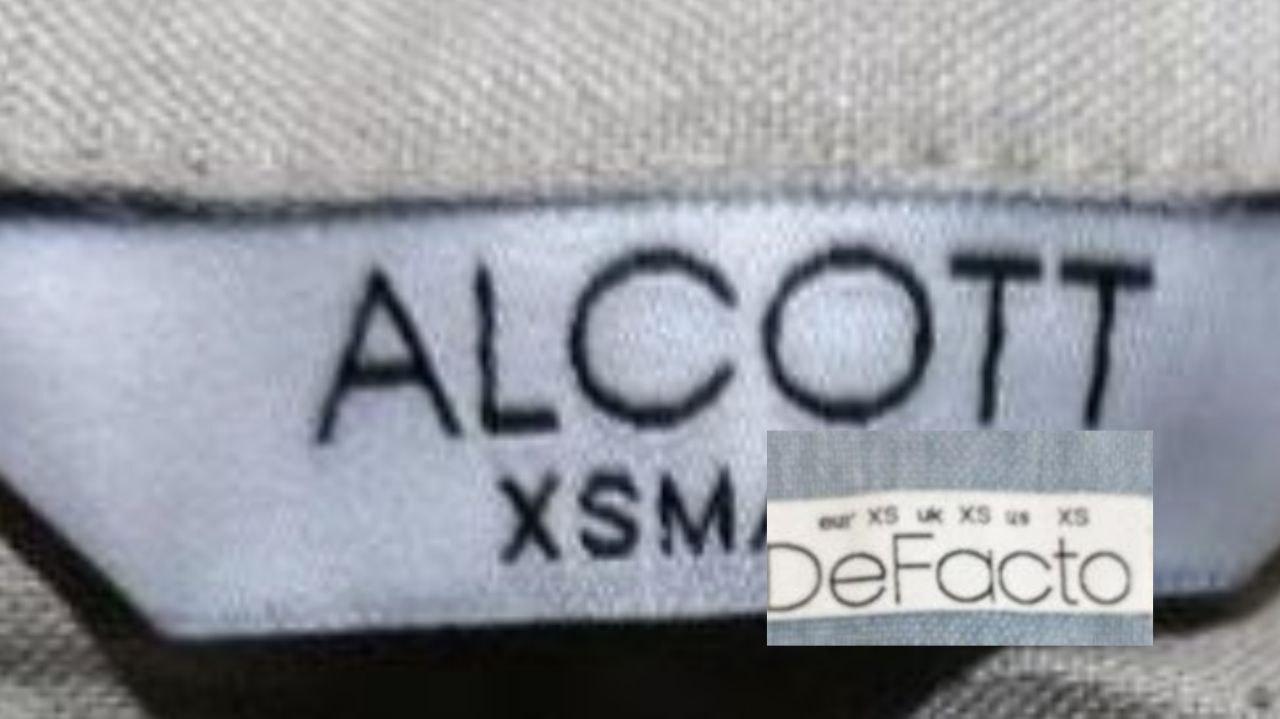 ALCOTT
XSMA
eur XS uk XS us XS
DeFacto